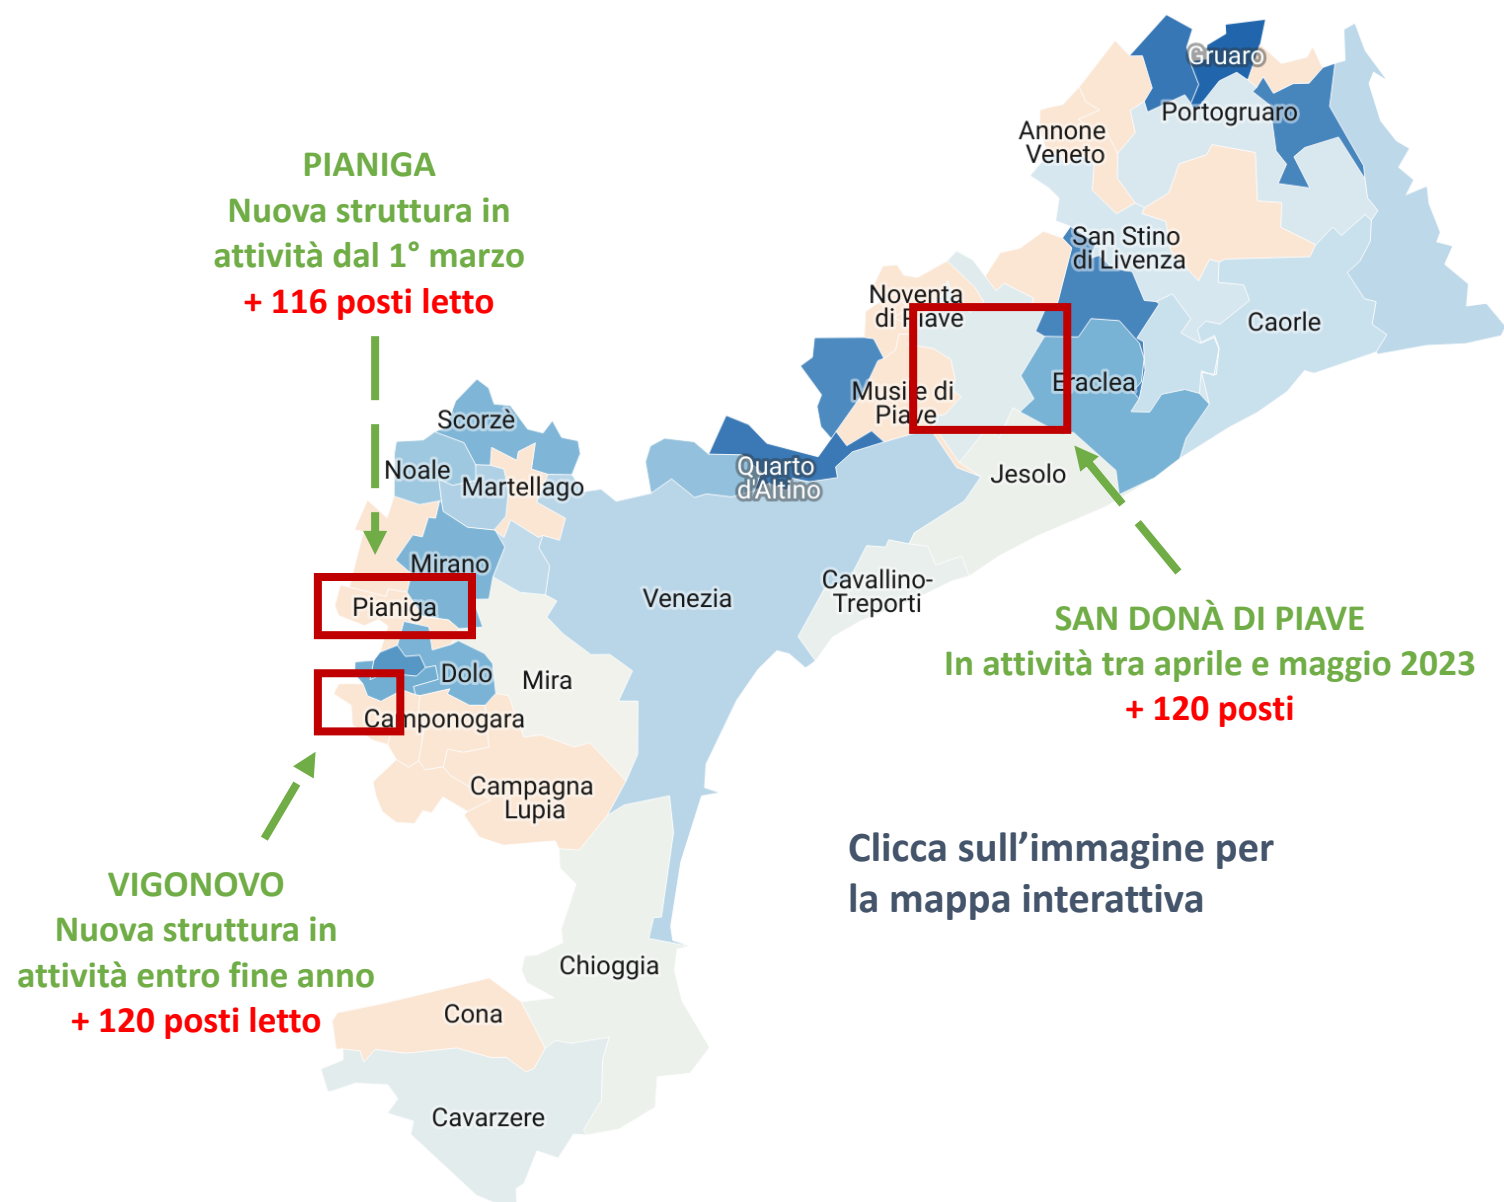 Gruaro
Portogruaro
Annone
Veneto
PIANIGA
Nuova struttura in
attività dal 1° marzo
+ 116 posti letto
San Stino
di Livenza
Noventa
di Piave
Caorle
Eraclea
Musile di
Piave
Scorzè
Noale
Martellago
Quarto
d'Altino
Jesolo
Mirano
Pianiga
Venezia
Cavallino-
Treporti
SAN DONÀ DI PIAVE
In attività tra aprile e maggio 2023
+ 120 posti
Dolo
Mira
Camponogara
Campagna
Lupia
Clicca sull’immagine per
la mappa interattiva
VIGONOVO
Nuova struttura in
attività entro fine anno
+ 120 posti letto
Chioggia
Cona
Cavarzere